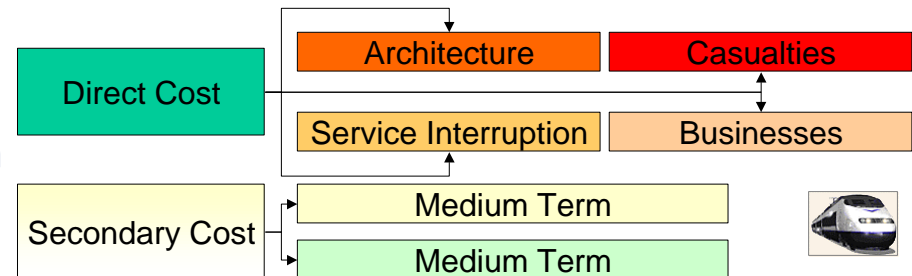 Architecture
Casualties
Direct Cost
Service Interruption
Businesses
Medium Term
Secondary Cost
Medium Term